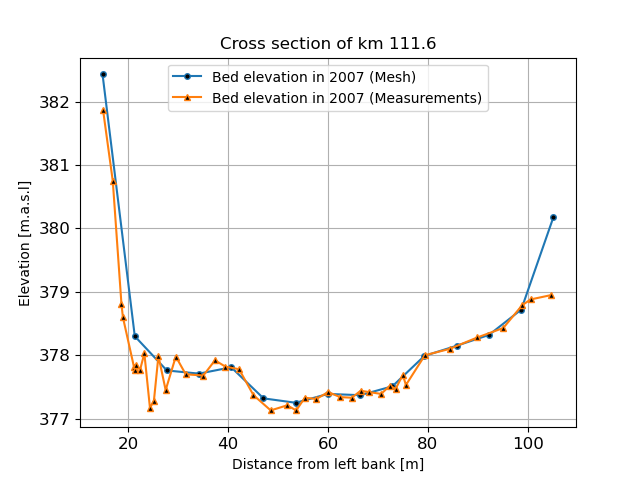 Cross section of km 111.6
Bed elevation in 2007 (Mesh)
Bed elevation in 2007 (Measurements)
382
381
380
379
378
377
Elevation [m.a.s.l]
20 40 60 80 100
Distance from left bank [m]